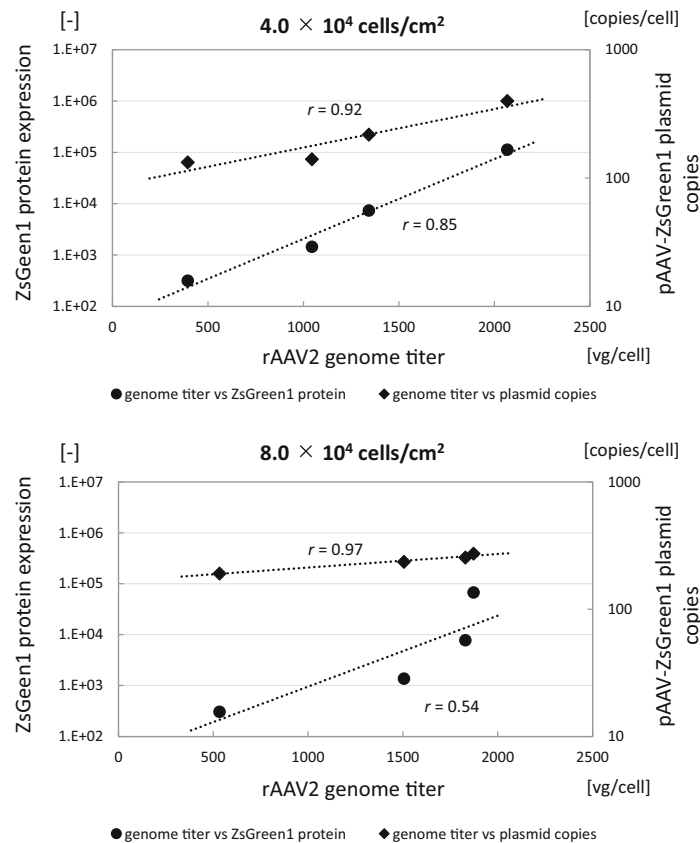 [-]
4.0 × 10⁴ cells/cm²
[copies/cell]
ZsGeen1 protein expression
1.E+07
1.E+06
1.E+05
1.E+04
1.E+03
1.E+02
r = 0.92
r = 0.85
1000
100
10
pAAV-ZsGreen1 plasmid
copies
0 500 1000 1500 2000 2500
rAAV2 genome titer
[vg/cell]
genome titer vs ZsGreen1 protein
genome titer vs plasmid copies
[-]
8.0 × 10⁴ cells/cm²
[copies/cell]
ZsGeen1 protein expression
1.E+07
1.E+06
1.E+05
1.E+04
1.E+03
1.E+02
r = 0.97
r = 0.54
1000
100
10
pAAV-ZsGreen1 plasmid
copies
0 500 1000 1500 2000 2500
rAAV2 genome titer
[vg/cell]
genome titer vs ZsGreen1 protein
genome titer vs plasmid copies